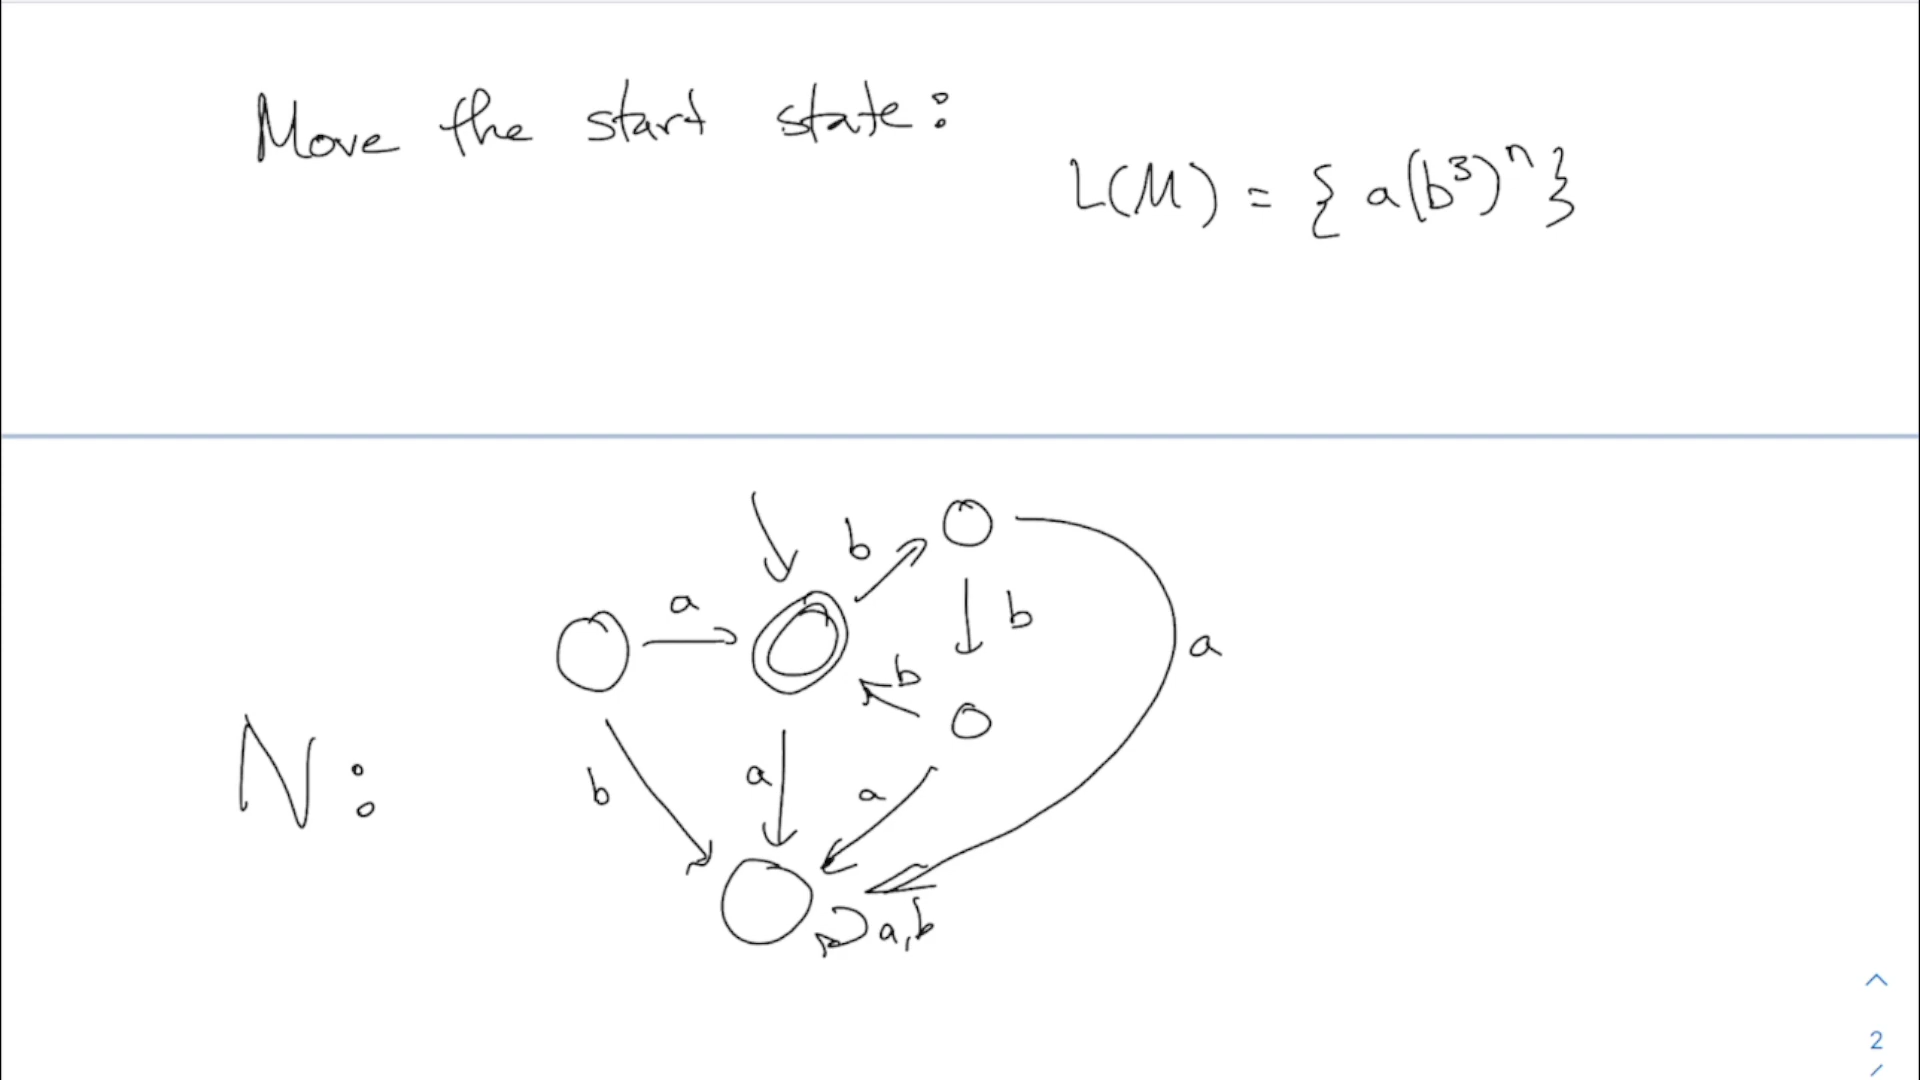 Move the start state:
L(M) = { a(b³)ⁿ}
b
a
b
a
b
N:
b
a
a
a,b
2